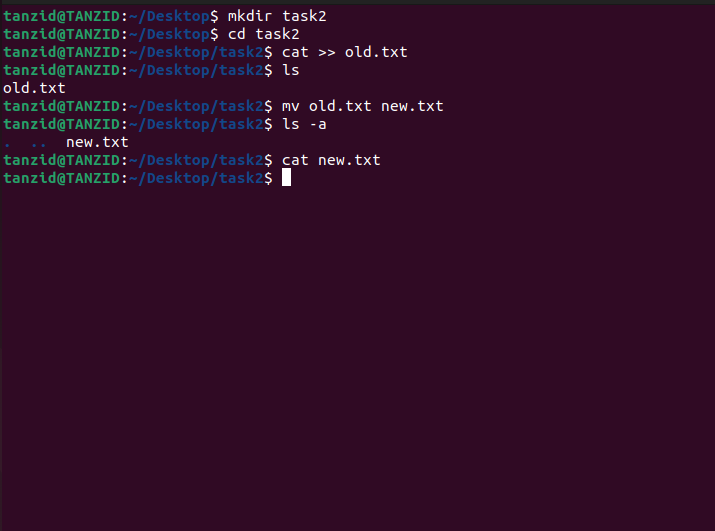 tanzid@TANZID:~/Desktop$ mkdir task2
tanzid@TANZID:~/Desktop$ cd task2
tanzid@TANZID:~/Desktop/task2$ cat >> old.txt
tanzid@TANZID:~/Desktop/task2$ ls
old.txt
tanzid@TANZID:~/Desktop/task2$ mv old.txt new.txt
tanzid@TANZID:~/Desktop/task2$ ls -a
.  ..  new.txt
tanzid@TANZID:~/Desktop/task2$ cat new.txt
tanzid@TANZID:~/Desktop/task2$